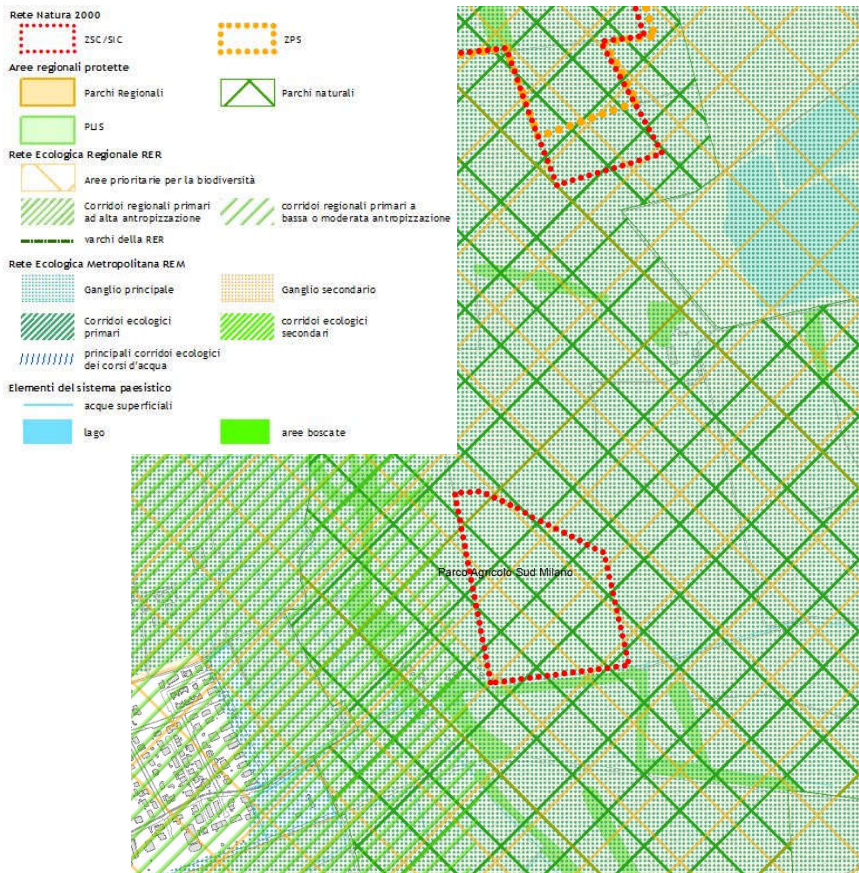 Rete Natura 2000
ZSC/SIC
ZPS
Aree regionali protette
Parchi Regionali
Parchi naturali
PLIS
Rete Ecologica Regionale RER
Aree prioritarie per la biodiversità
Corridoi regionali primari
ad alta antropizzazione
corridoi regionali primari a
bassa o moderata antropizzazione
varchi della RER
Rete Ecologica Metropolitana REM
Ganglio principale
Ganglio secondario
Corridoi ecologici
primari
corridoi ecologici
secondari
principali corridoi ecologici
dei corsi d'acqua
Elementi del sistema paesistico
acque superficiali
lago
aree boscate
Parco Agricolo Sud Milano